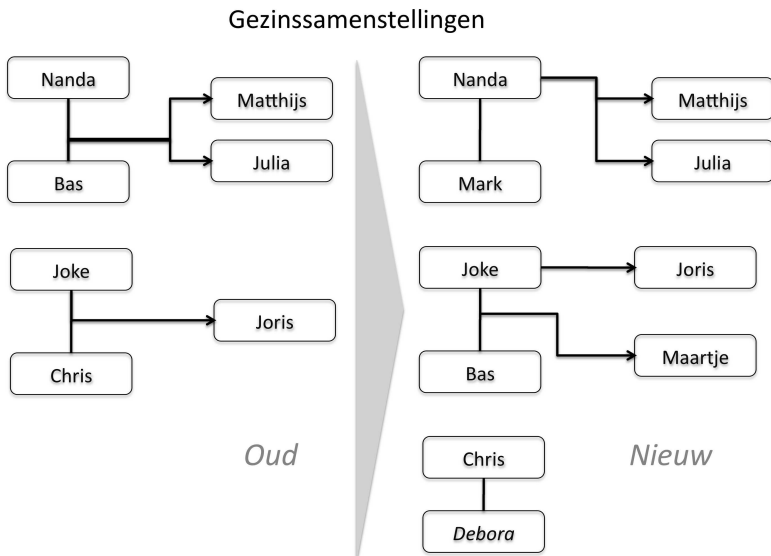 Gezinssamenstellingen
Nanda
Matthijs
Julia
Bas
Joke
Joris
Chris
Oud
Nanda
Matthijs
Julia
Mark
Joke
Joris
Maartje
Bas
Chris
Nieuw
Debora